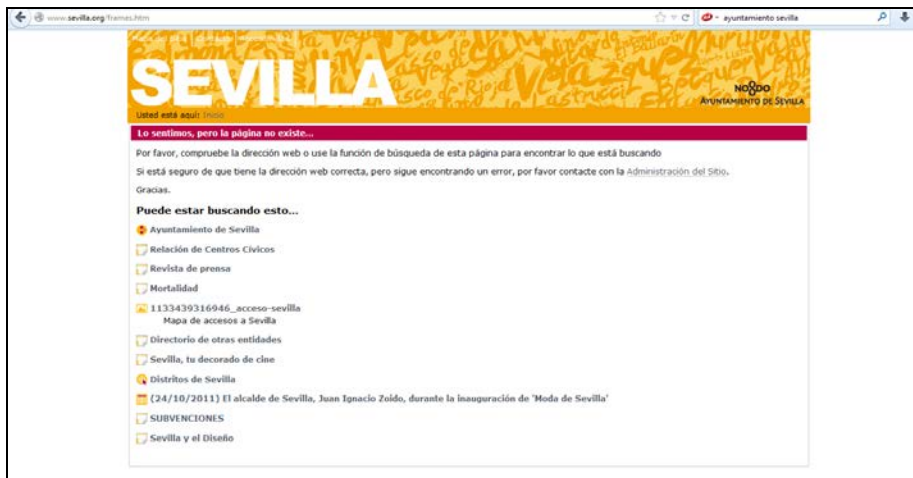 www.sevilla.org/frames.htm
ayuntamiento sevilla
SEVILLA
NO8DO
AYUNTAMIENTO DE SEVILLA
Usted está aquí: Inicio
Lo sentimos, pero la página no existe...
Por favor, compruebe la dirección web o use la función de búsqueda de esta página para encontrar lo que está buscando
Si está seguro de que tiene la dirección web correcta, pero sigue encontrando un error, por favor contacte con la Administración del Sitio.
Gracias.
Puede estar buscando esto...
Ayuntamiento de Sevilla
Relación de Centros Cívicos
Revista de prensa
Mortalidad
1133439316946_acceso-sevilla
Mapa de accesos a Sevilla
Directorio de otras entidades
Sevilla, tu decorado de cine
Distritos de Sevilla
(24/10/2011) El alcalde de Sevilla, Juan Ignacio Zoido, durante la inauguración de 'Moda de Sevilla'
SUBVENCIONES
Sevilla y el Diseño